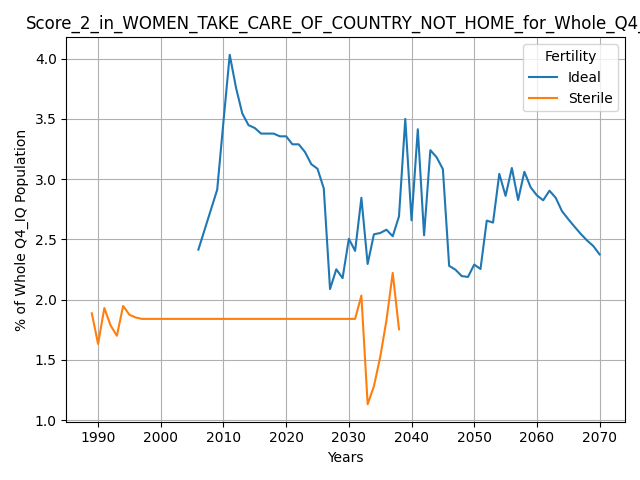 Score_2_in_WOMEN_TAKE_CARE_OF_COUNTRY_NOT_HOME_for_Whole_Q4_
Fertility
Ideal
Sterile
% of Whole Q4_IQ Population
4.0
3.5
3.0
2.5
2.0
1.5
1.0
1990 2000 2010 2020 2030 2040 2050 2060 2070
Years